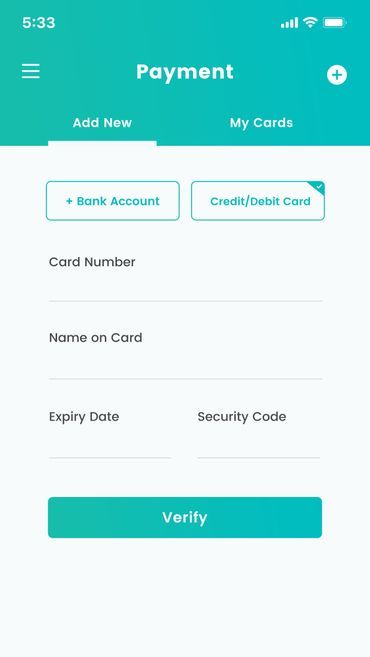 5:33
Payment
Add New
My Cards
+ Bank Account
Credit/Debit Card
Card Number
Name on Card
Expiry Date
Security Code
Verify